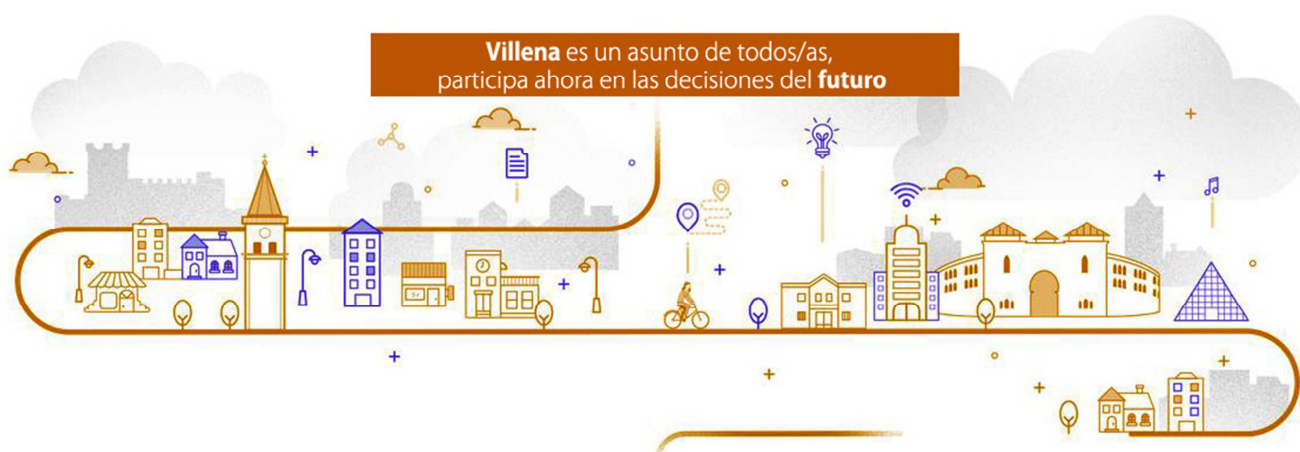 Villena es un asunto de todos/as,
participa ahora en las decisiones del futuro